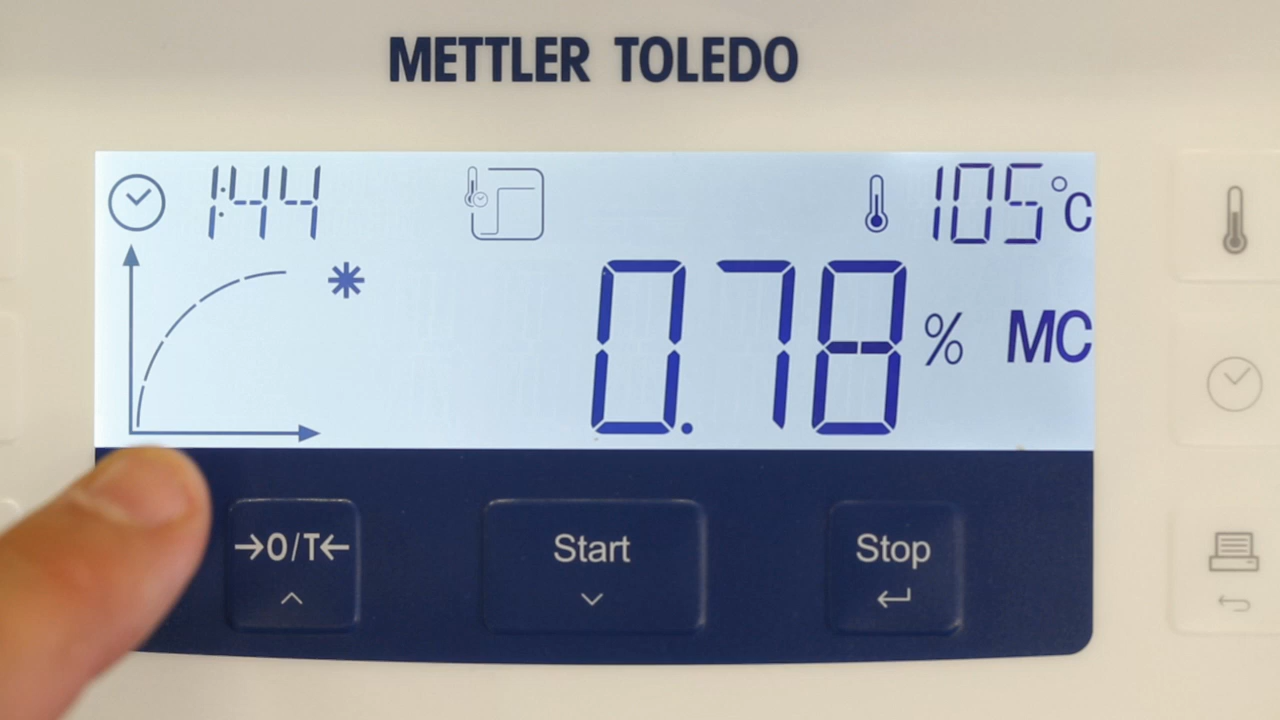 METTLER TOLEDO
1:44 105°C
0.78 % MC
→0/T← Start Stop